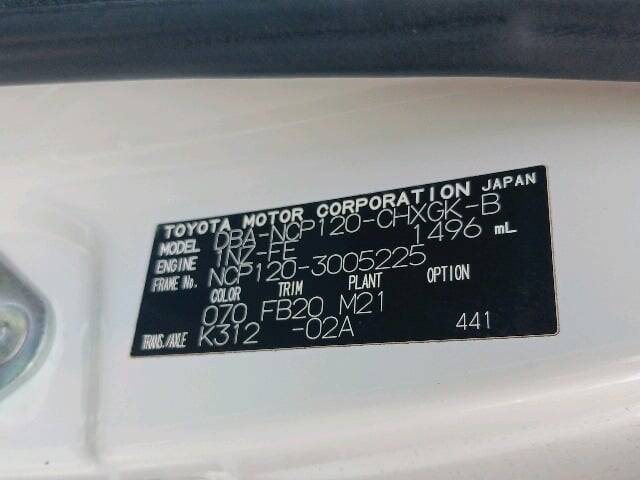 TOYOTA MOTOR CORPORATION JAPAN
MODEL DBA-NCP120-CHXGK-B
ENGINE 1NZ-FE 1496 mL
FRAME No. NCP120-3005225
COLOR TRIM PLANT OPTION
070 FB20 M21
TRANS./AXLE K312 -02A 441